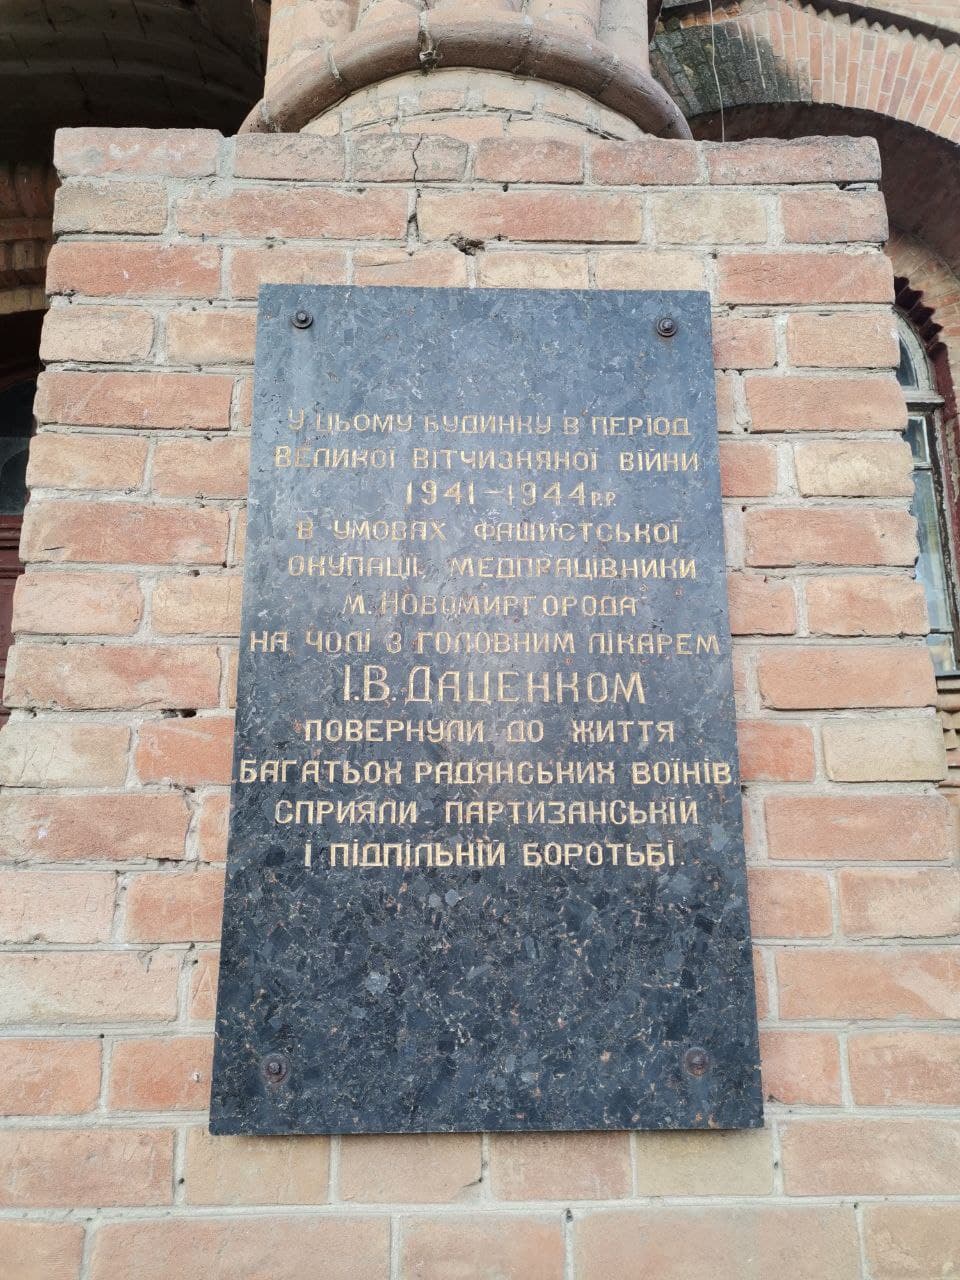 У ЦЬОМУ БУДИНКУ В ПЕРІОД
ВЕЛИКОЇ ВІТЧИЗНЯНОЇ ВІЙНИ
1941-1944Р.Р.
В УМОВАХ ФАШИСТСЬКОЇ
ОКУПАЦІЇ МЕДПРАЦІВНИКИ
М. НОВОМИРГОРОДА
НА ЧОЛІ З ГОЛОВНИМ ЛІКАРЕМ
І.В. ДАЦЕНКОМ
ПОВЕРНУЛИ ДО ЖИТТЯ
БАГАТЬОХ РАДЯНСЬКИХ ВОЇНІВ,
СПРИЯЛИ ПАРТИЗАНСЬКІЙ
І ПІДПІЛЬНІЙ БОРОТЬБІ.